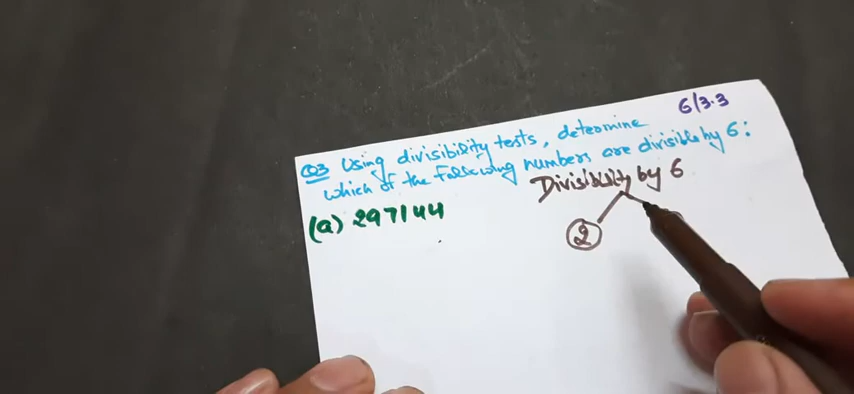 6/3.3
Q3 Using divisibility tests, determine
which of the following numbers are divisible by 6:
Divisibility by 6
(a) 297144
2